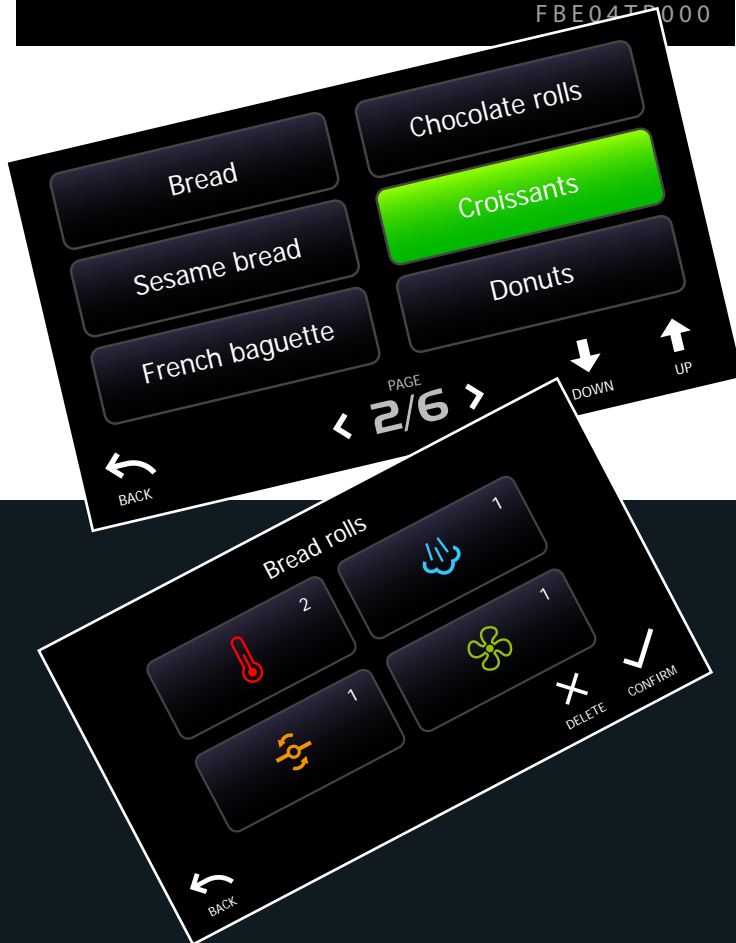 FBE04TB000
Bread
Chocolate rolls
Sesame bread
Croissants
French baguette
Donuts
BACK
PAGE
2/6
DOWN
UP
Bread rolls
2
1
1
1
BACK
DELETE
CONFIRM